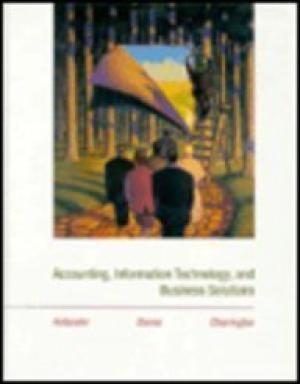 Accounting, Information Technology, and
Business Solutions
Hollander Denna Cherrington